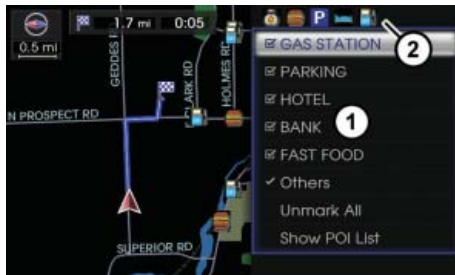 1.7 mi 0:05
P
0.5 mi
GEDDES RD
CLARK RD
HOLMES RD
N PROSPECT RD
SUPERIOR RD
GAS STATION
2
PARKING
HOTEL
BANK
1
FAST FOOD
Others
Unmark All
Show POI List